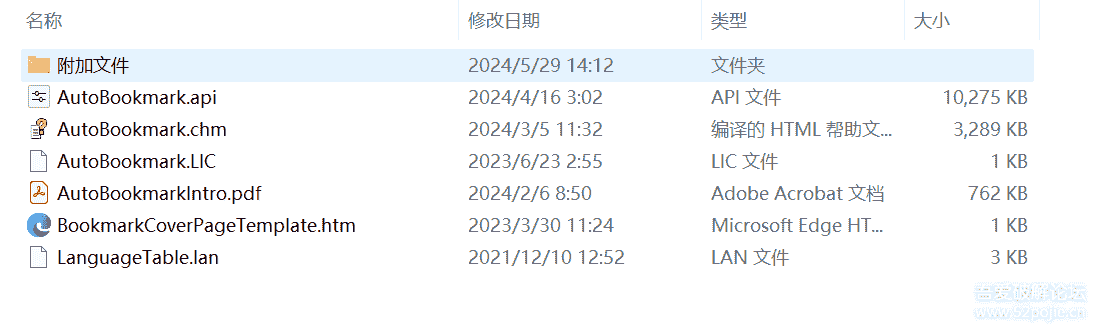 名称 修改日期 类型 大小
附加文件 2024/5/29 14:12 文件夹
AutoBookmark.api 2024/4/16 3:02 API 文件 10,275 KB
AutoBookmark.chm 2024/3/5 11:32 编译的 HTML 帮助文... 3,289 KB
AutoBookmark.LIC 2023/6/23 2:55 LIC 文件 1 KB
AutoBookmarkIntro.pdf 2024/2/6 8:50 Adobe Acrobat 文档 762 KB
BookmarkCoverPageTemplate.htm 2023/3/30 11:24 Microsoft Edge HT... 1 KB
LanguageTable.lan 2021/12/10 12:52 LAN 文件 3 KB
吾爱破解论坛
www.52pojie.cn